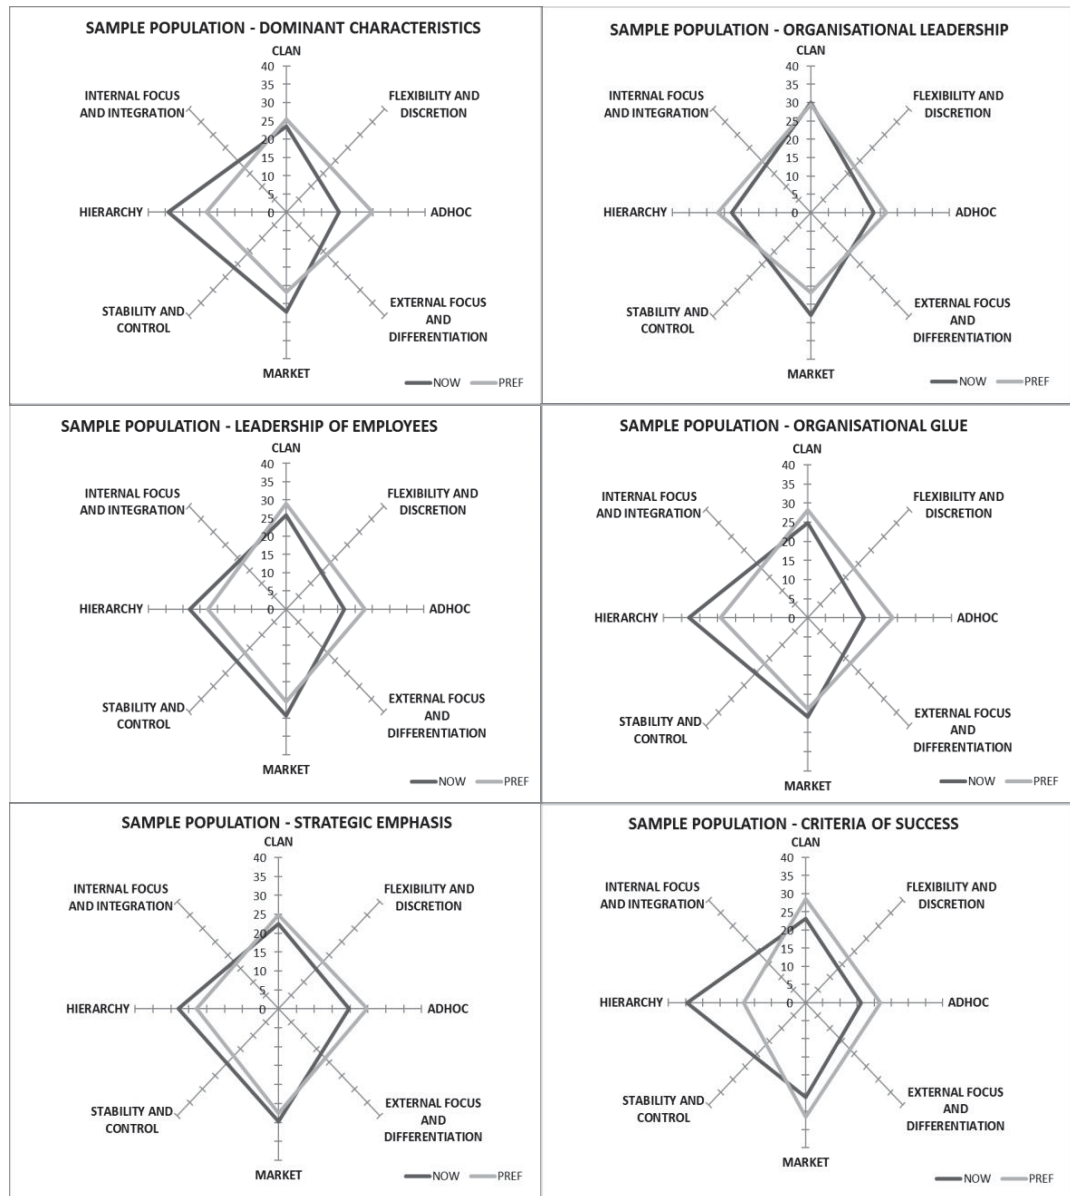 SAMPLE POPULATION - DOMINANT CHARACTERISTICS
CLAN
40
35
30
25
20
15
10
5
0
INTERNAL FOCUS
AND INTEGRATION
FLEXIBILITY AND
DISCRETION
HIERARCHY
ADHOC
STABILITY AND
CONTROL
EXTERNAL FOCUS
AND
DIFFERENTIATION
MARKET
NOW PREF
SAMPLE POPULATION - ORGANISATIONAL LEADERSHIP
CLAN
40
35
30
25
20
15
10
5
0
INTERNAL FOCUS
AND INTEGRATION
FLEXIBILITY AND
DISCRETION
HIERARCHY
ADHOC
STABILITY AND
CONTROL
EXTERNAL FOCUS
AND
DIFFERENTIATION
MARKET
NOW PREF
SAMPLE POPULATION - LEADERSHIP OF EMPLOYEES
CLAN
40
35
30
25
20
15
10
5
0
INTERNAL FOCUS
AND INTEGRATION
FLEXIBILITY AND
DISCRETION
HIERARCHY
ADHOC
STABILITY AND
CONTROL
EXTERNAL FOCUS
AND
DIFFERENTIATION
MARKET
NOW PREF
SAMPLE POPULATION - ORGANISATIONAL GLUE
CLAN
40
35
30
25
20
15
10
5
0
INTERNAL FOCUS
AND INTEGRATION
FLEXIBILITY AND
DISCRETION
HIERARCHY
ADHOC
STABILITY AND
CONTROL
EXTERNAL FOCUS
AND
DIFFERENTIATION
MARKET
NOW PREF
SAMPLE POPULATION - STRATEGIC EMPHASIS
CLAN
40
35
30
25
20
15
10
5
0
INTERNAL FOCUS
AND INTEGRATION
FLEXIBILITY AND
DISCRETION
HIERARCHY
ADHOC
STABILITY AND
CONTROL
EXTERNAL FOCUS
AND
DIFFERENTIATION
MARKET
NOW PREF
SAMPLE POPULATION - CRITERIA OF SUCCESS
CLAN
40
35
30
25
20
15
10
5
0
INTERNAL FOCUS
AND INTEGRATION
FLEXIBILITY AND
DISCRETION
HIERARCHY
ADHOC
STABILITY AND
CONTROL
EXTERNAL FOCUS
AND
DIFFERENTIATION
MARKET
NOW PREF